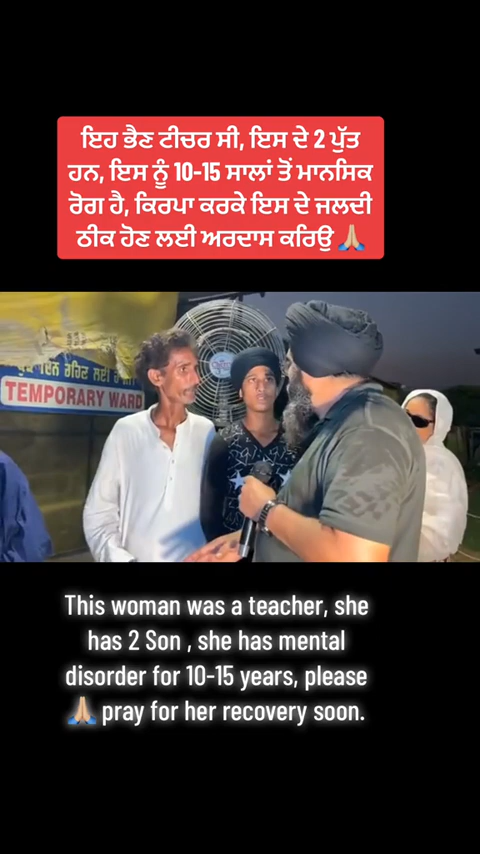 ਇਹ ਭੈਣ ਟੀਚਰ ਸੀ, ਇਸ ਦੇ 2 ਪੁੱਤ
ਹਨ, ਇਸ ਨੂੰ 10-15 ਸਾਲਾਂ ਤੋਂ ਮਾਨਸਿਕ
ਰੋਗ ਹੈ, ਕਿਰਪਾ ਕਰਕੇ ਇਸ ਦੇ ਜਲਦੀ
ਠੀਕ ਹੋਣ ਲਈ ਅਰਦਾਸ ਕਰਿਉ 🙏🏼
ਰਹਿਣ ਲਈ
TEMPORARY WARD
This woman was a teacher, she
has 2 Son , she has mental
disorder for 10-15 years, please
🙏🏼 pray for her recovery soon.